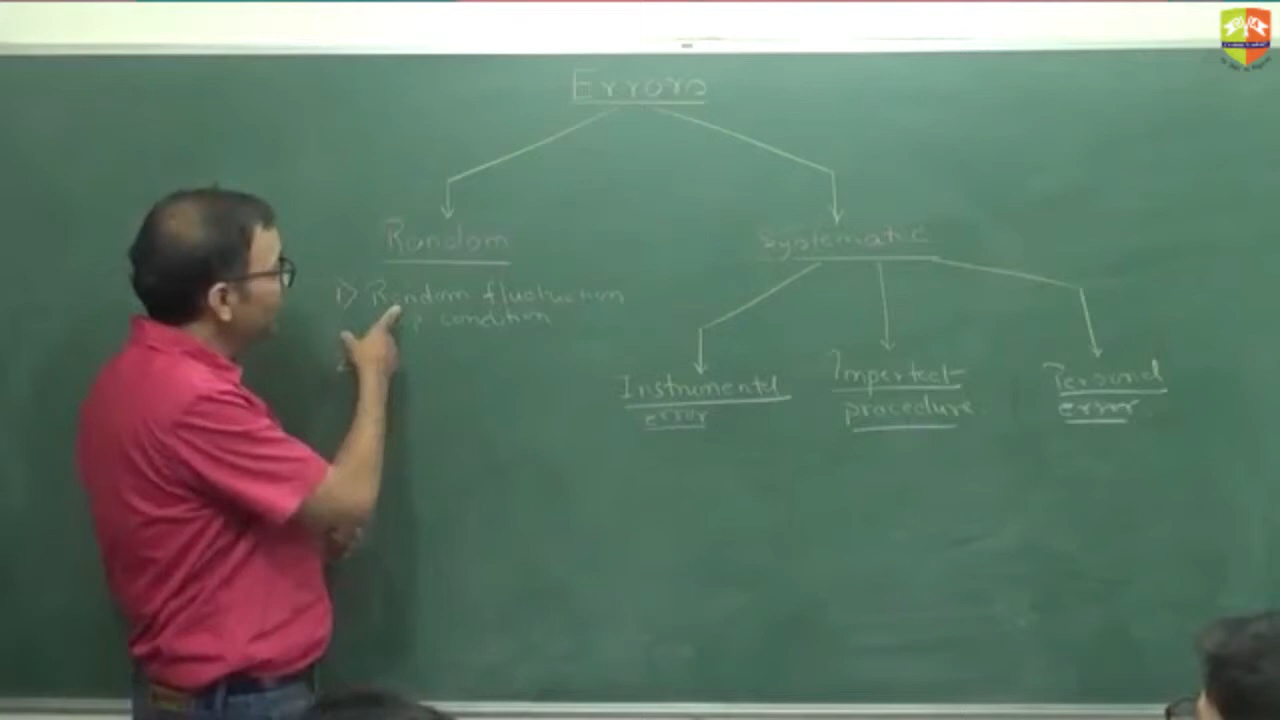 Errors
Random
Systematic
1) Random fluctuation
condition
Instrumental
error
Imperfect
procedure
Personal
error